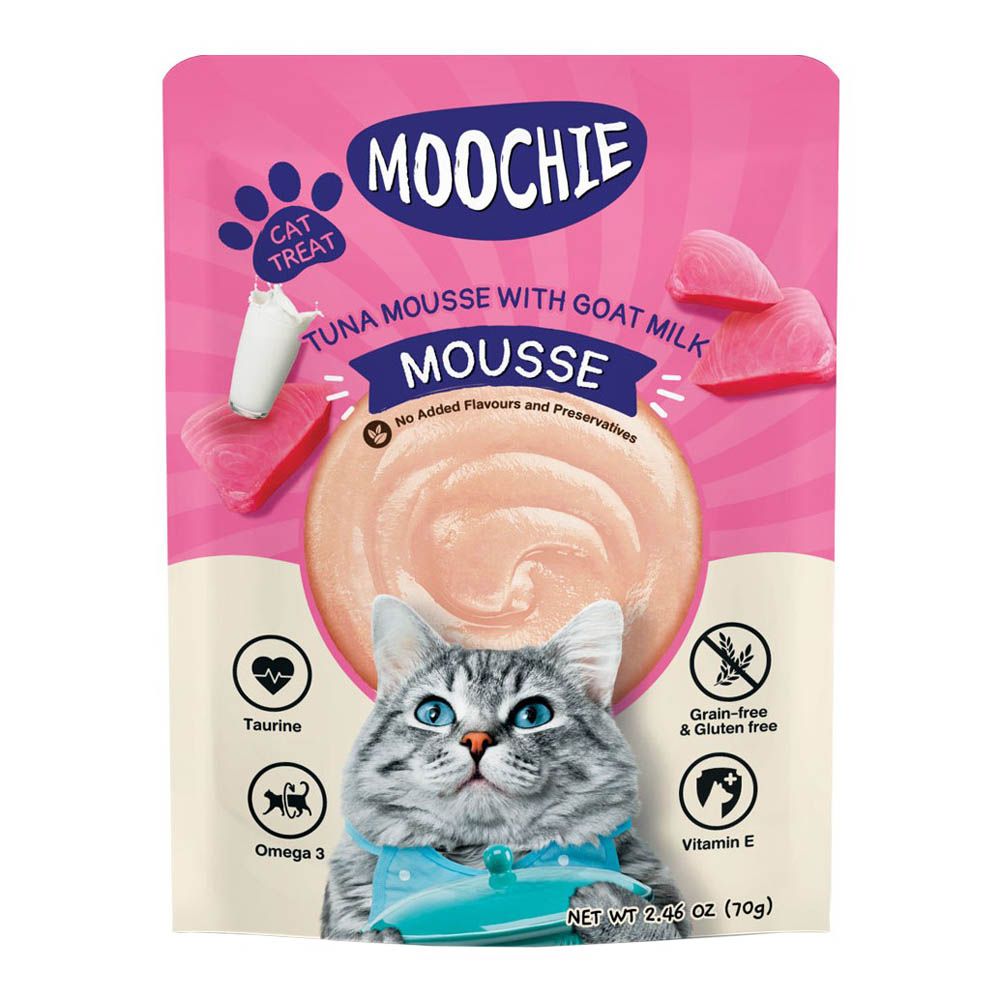 MOOCHIE
CAT
TREAT
TUNA MOUSSE WITH GOAT MILK
MOUSSE
No Added Flavours and Preservatives
Taurine
Grain-free
& Gluten free
Omega 3
Vitamin E
NET WT 2.46 OZ (70g)